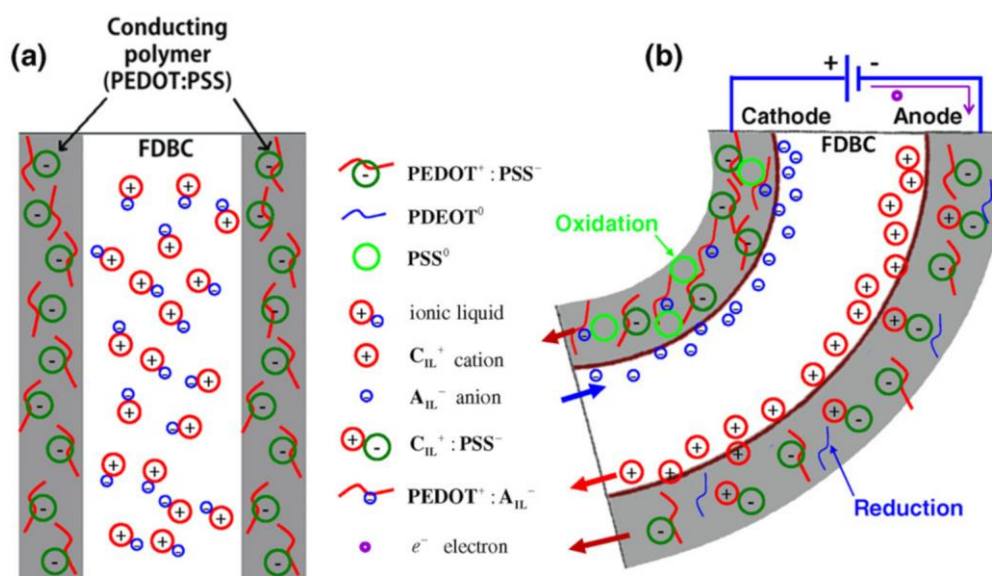 (a)
Conducting
polymer
(PEDOT:PSS)
FDBC
PEDOT⁺ : PSS⁻
PDEOT⁰
PSS⁰
ionic liquid
C_IL⁺ cation
A_IL⁻ anion
C_IL⁺ : PSS⁻
PEDOT⁺ : A_IL⁻
e⁻ electron
(b)
+ -
e
Cathode
Anode
FDBC
Oxidation
Reduction